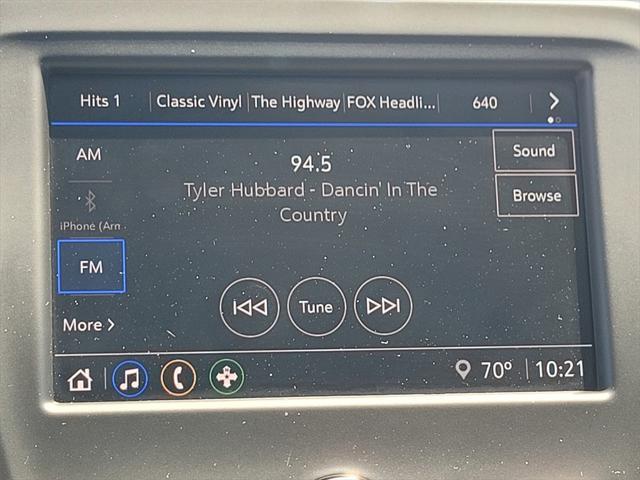 Hits 1 Classic Vinyl The Highway FOX Headli... 640
AM
94.5
Sound
Tyler Hubbard - Dancin' In The
Country
Browse
iPhone (Arn
FM
Tune
More
70° 10:21